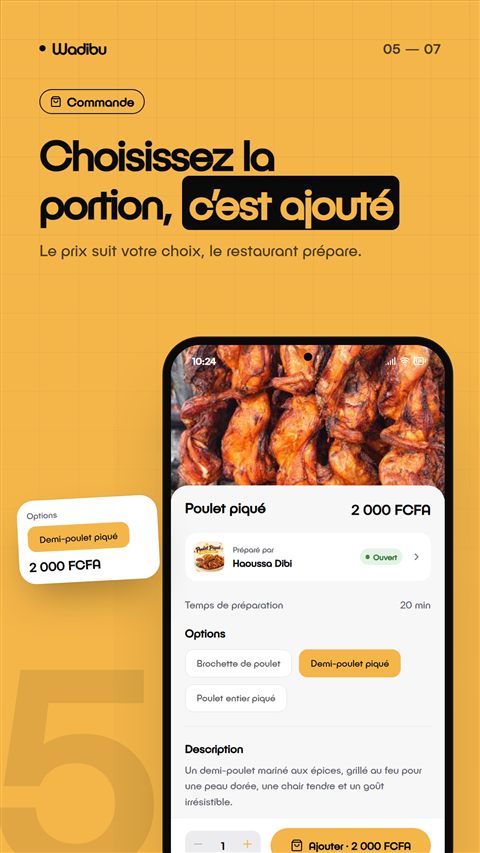 Wadibu
05 — 07
Commande
Choisissez la
portion, c'est ajouté
Le prix suit votre choix, le restaurant prépare.
10:24
Options
Demi-poulet piqué
2 000 FCFA
Poulet piqué
2 000 FCFA
Préparé par
Haoussa Dibi
Ouvert
Temps de préparation
20 min
Options
Brochette de poulet
Demi-poulet piqué
Poulet entier piqué
Description
Un demi-poulet mariné aux épices, grillé au feu pour
une peau dorée, une chair tendre et un goût
irrésistible.
− 1 +
Ajouter · 2 000 FCFA
5